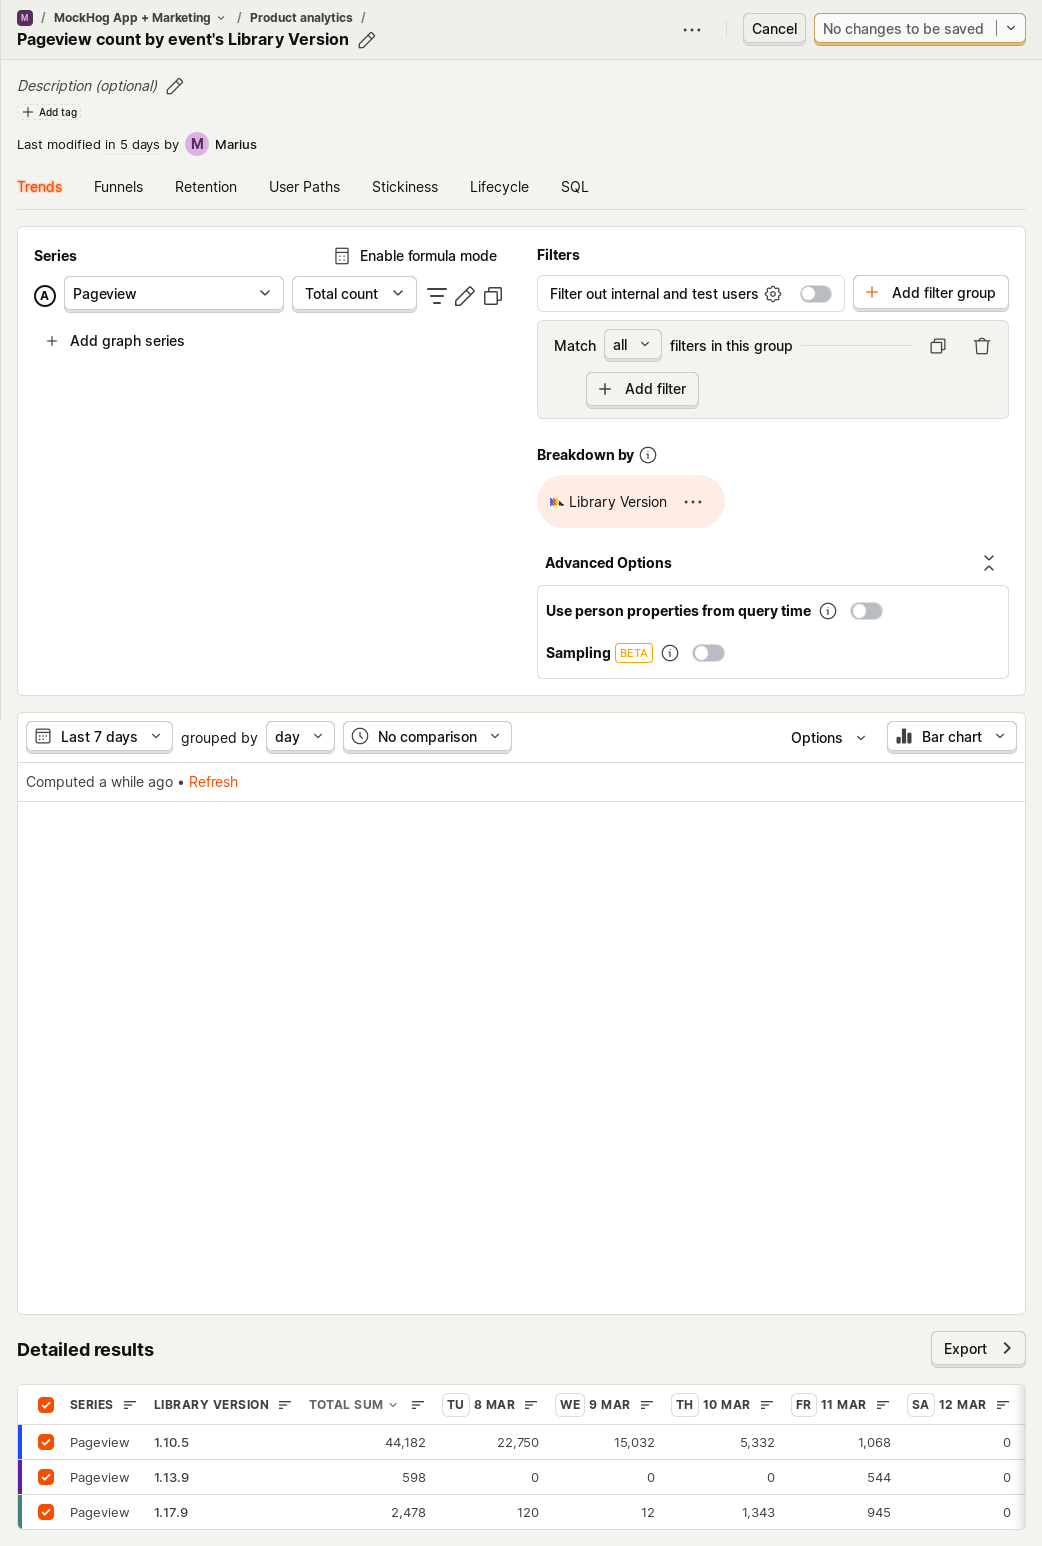 M / MockHog App + Marketing / Product analytics /
Pageview count by event's Library Version
Cancel
No changes to be saved
Description (optional)
Add tag
Last modified in 5 days by M Marius
Trends Funnels Retention User Paths Stickiness Lifecycle SQL
Series
Enable formula mode
A Pageview Total count
Add graph series
Filters
Filter out internal and test users
Add filter group
Match all filters in this group
Add filter
Breakdown by
Library Version
Advanced Options
Use person properties from query time
Sampling BETA
Last 7 days grouped by day No comparison Options Bar chart
Computed a while ago • Refresh
Detailed results
Export
SERIES LIBRARY VERSION TOTAL SUM TU 8 MAR WE 9 MAR TH 10 MAR FR 11 MAR SA 12 MAR
Pageview 1.10.5 44,182 22,750 15,032 5,332 1,068 0
Pageview 1.13.9 598 0 0 0 544 0
Pageview 1.17.9 2,478 120 12 1,343 945 0